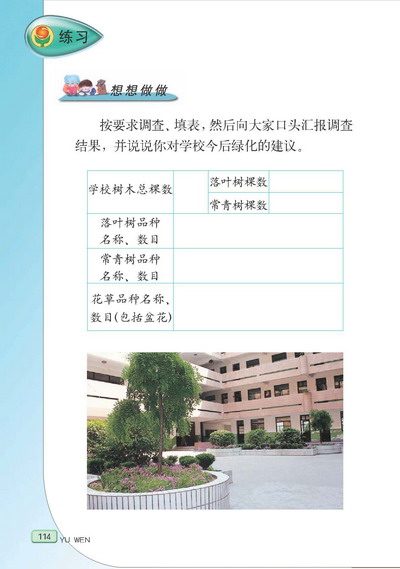 练习
想想做做
按要求调查、填表,然后向大家口头汇报调查
结果,并说说你对学校今后绿化的建议。
学校树木总棵数
落叶树棵数
常青树棵数
落叶树品种
名称、数目
常青树品种
名称、数目
花草品种名称、
数目(包括盆花)
114
YU WEN